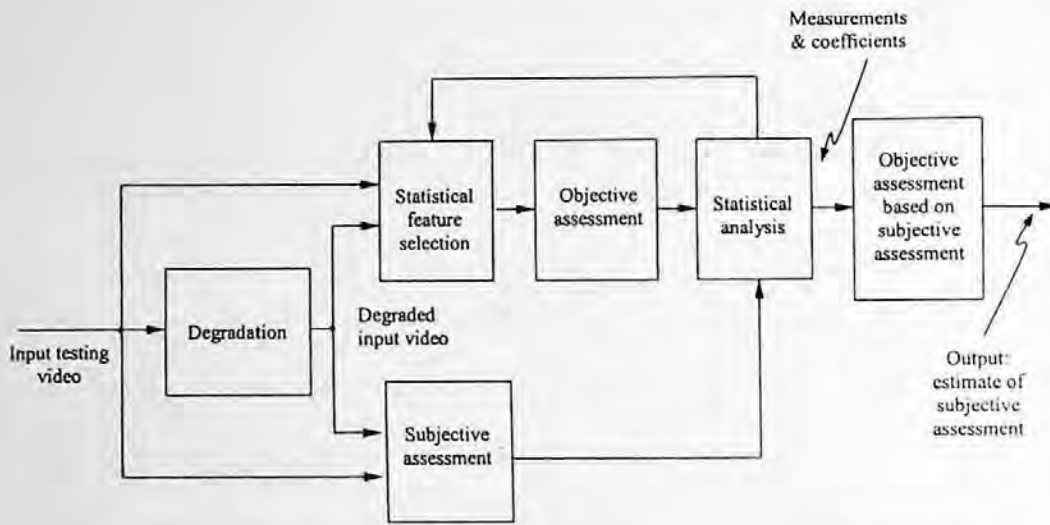 Measurements
& coefficients
Statistical
feature
selection
Objective
assessment
Statistical
analysis
Objective
assessment
based on
subjective
assessment
Input testing
video
Degradation
Degraded
input video
Subjective
assessment
Output:
estimate of
subjective
assessment